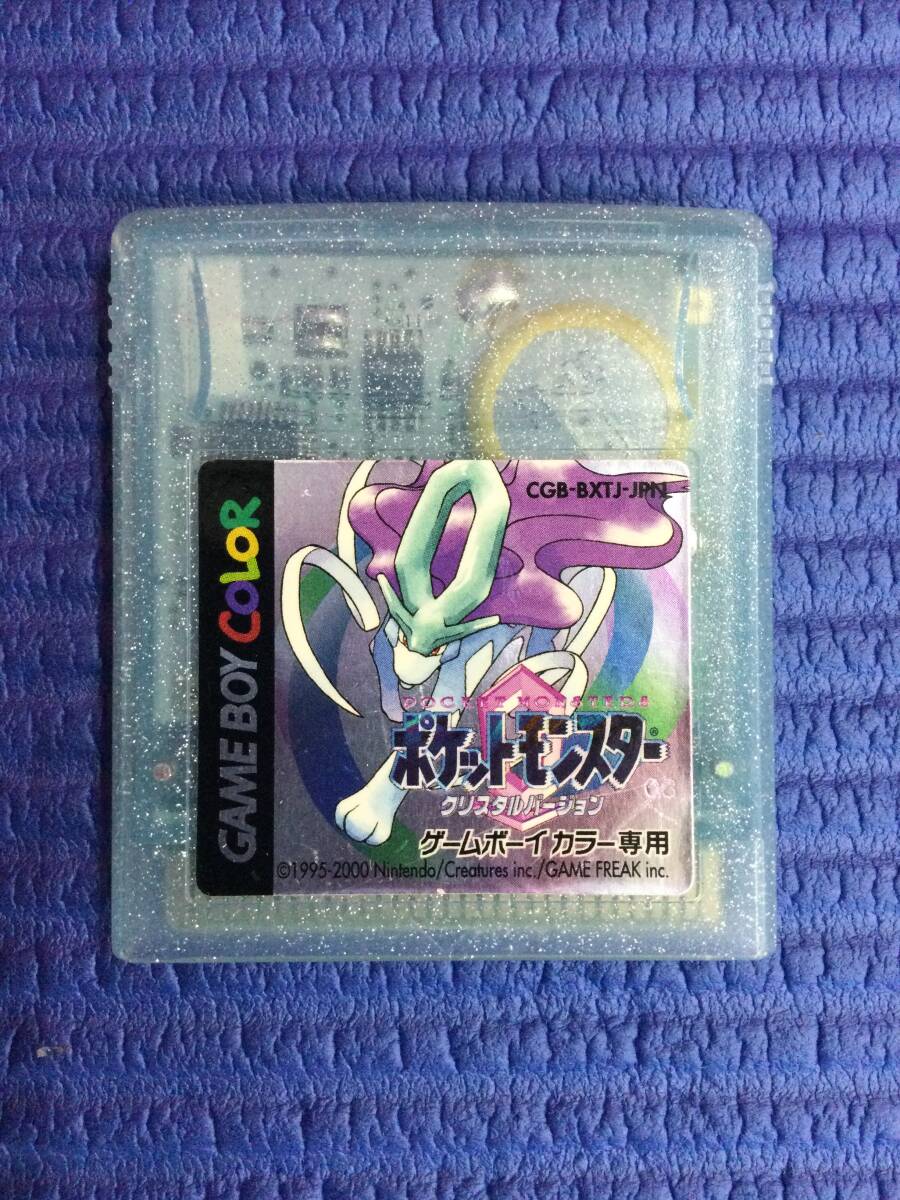 GAME BOY COLOR
CGB-BXTJ-JPN
POCKET MONSTERS
ポケットモンスター®
クリスタルバージョン
ゲームボーイカラー専用
©1995-2000 Nintendo/Creatures inc./GAME FREAK inc.